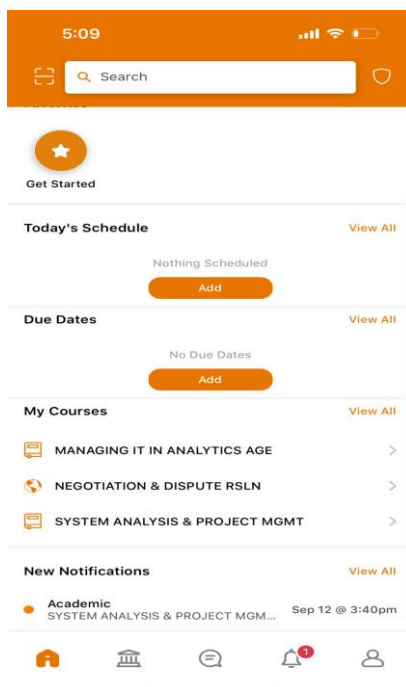 5:09
Search
Get Started
Today's Schedule
View All
Nothing Scheduled
Add
Due Dates
View All
No Due Dates
Add
My Courses
View All
MANAGING IT IN ANALYTICS AGE
NEGOTIATION & DISPUTE RSLN
SYSTEM ANALYSIS & PROJECT MGMT
New Notifications
View All
Academic
SYSTEM ANALYSIS & PROJECT MGM...
Sep 12 @ 3:40pm
1